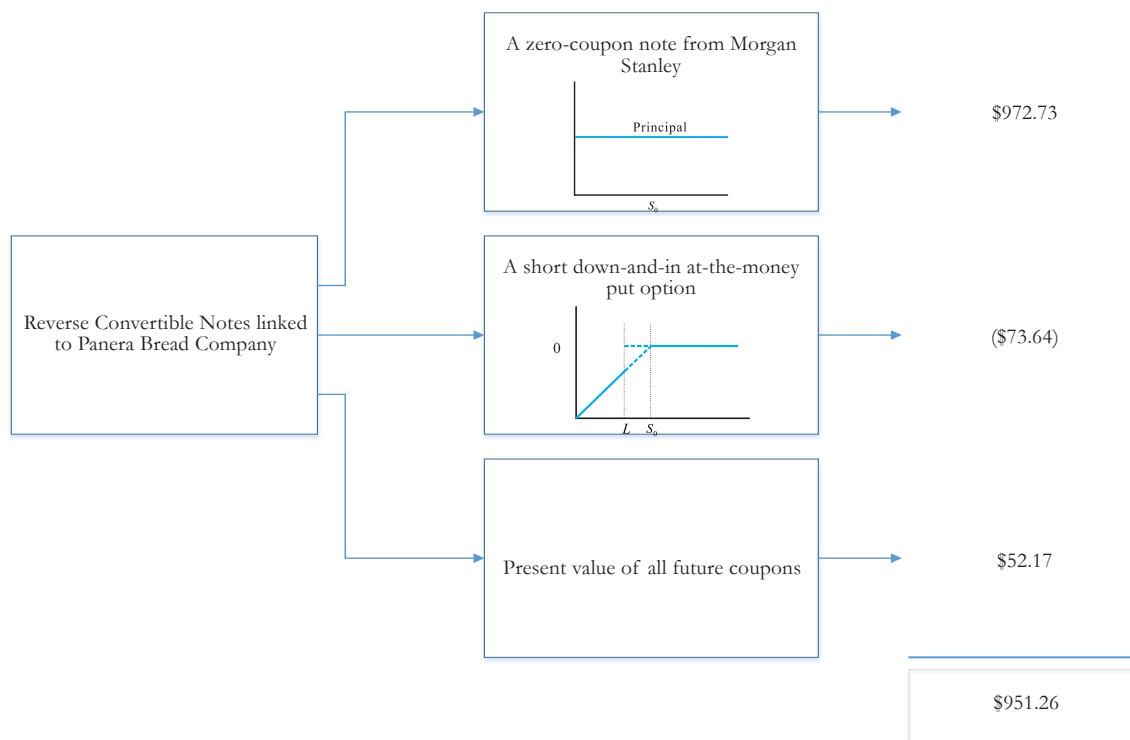 A zero-coupon note from Morgan
Stanley
Principal
S₀
$972.73
Reverse Convertible Notes linked
to Panera Bread Company
A short down-and-in at-the-money
put option
0
L S₀
($73.64)
Present value of all future coupons
$52.17
$951.26